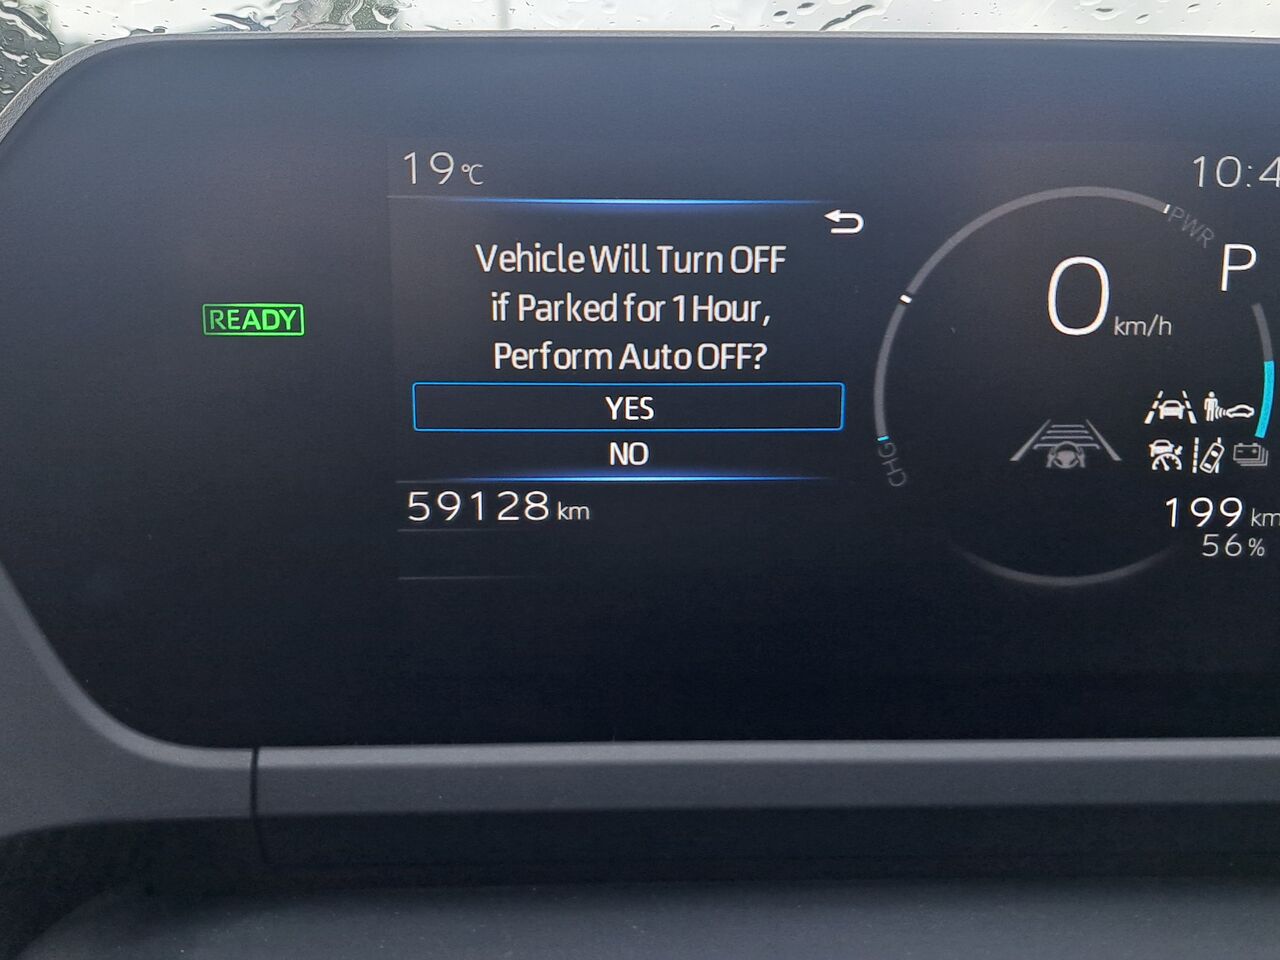 19 °C
10:4
Vehicle Will Turn OFF
if Parked for 1 Hour,
Perform Auto OFF?
YES
NO
59128 km
READY
PWR
P
0 km/h
CHG
199 km
56 %